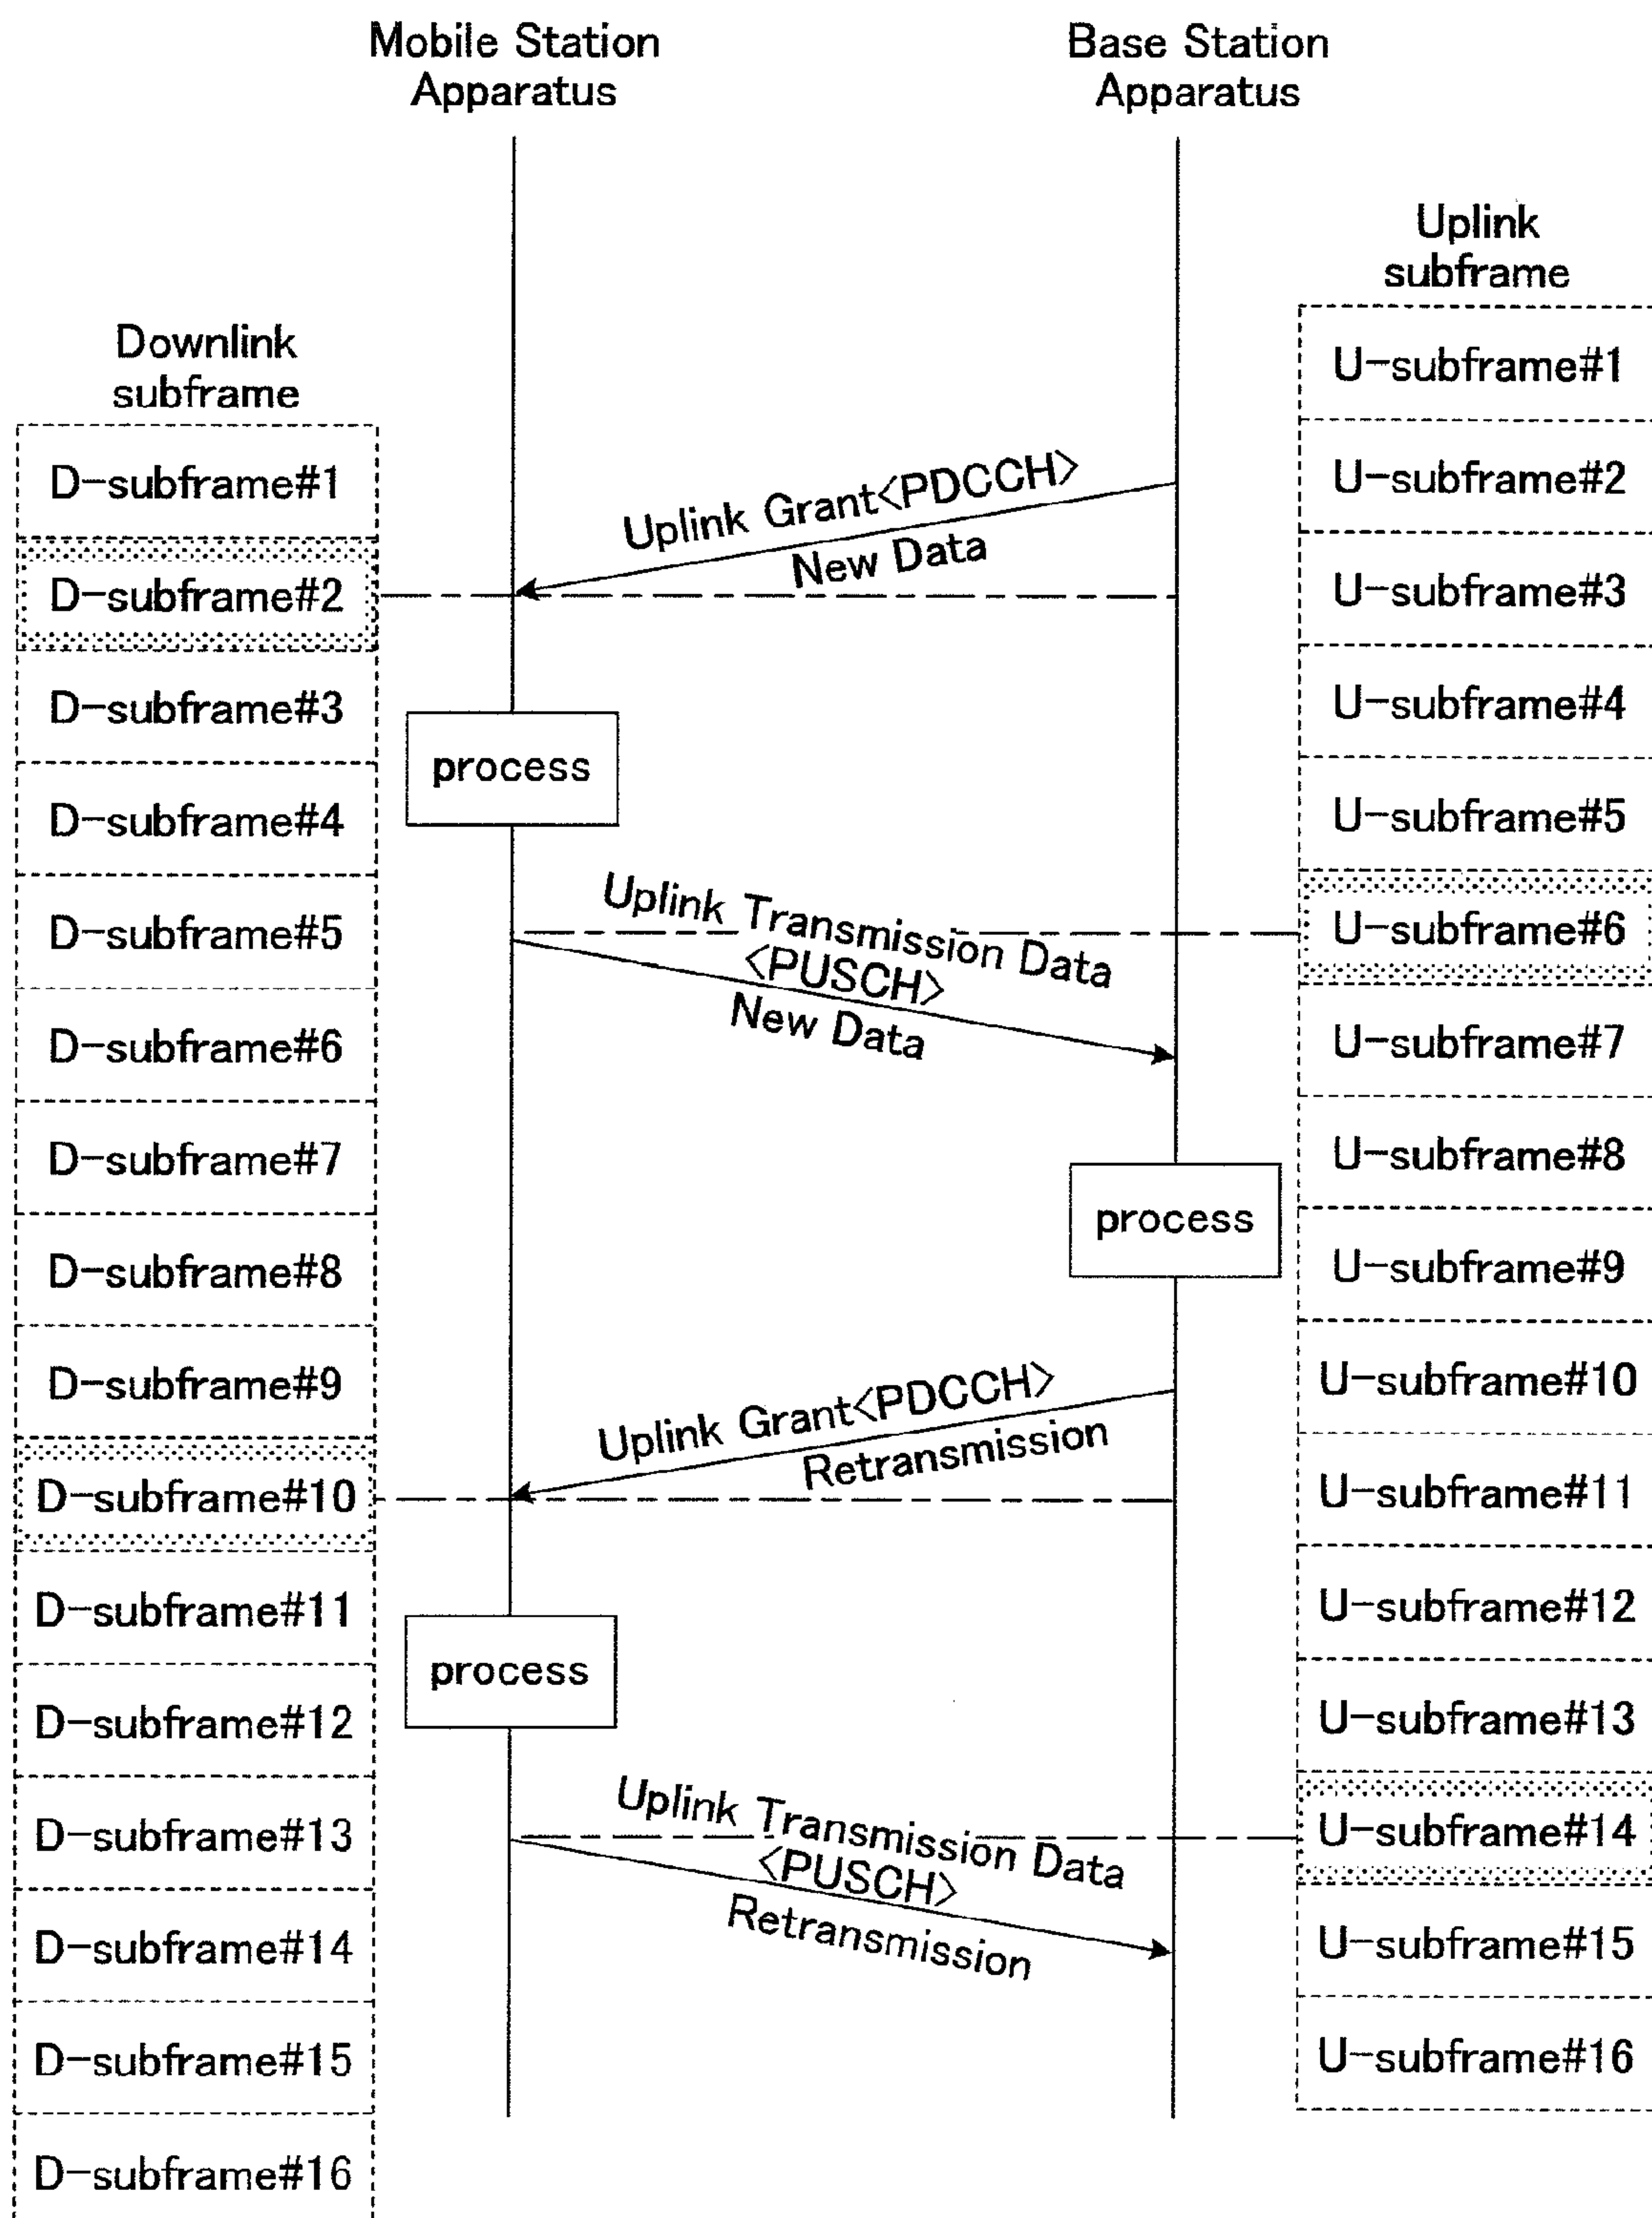 Mobile Station
Apparatus
Base Station
Apparatus
Uplink
subframe
Downlink
subframe
D-subframe#1
D-subframe#2
D-subframe#3
D-subframe#4
D-subframe#5
D-subframe#6
D-subframe#7
D-subframe#8
D-subframe#9
D-subframe#10
D-subframe#11
D-subframe#12
D-subframe#13
D-subframe#14
D-subframe#15
D-subframe#16
Uplink Grant<PDCCH>
New Data
process
Uplink Transmission Data
<PUSCH>
New Data
process
Uplink Grant<PDCCH>
Retransmission
process
Uplink Transmission Data
<PUSCH>
Retransmission
U-subframe#1
U-subframe#2
U-subframe#3
U-subframe#4
U-subframe#5
U-subframe#6
U-subframe#7
U-subframe#8
U-subframe#9
U-subframe#10
U-subframe#11
U-subframe#12
U-subframe#13
U-subframe#14
U-subframe#15
U-subframe#16